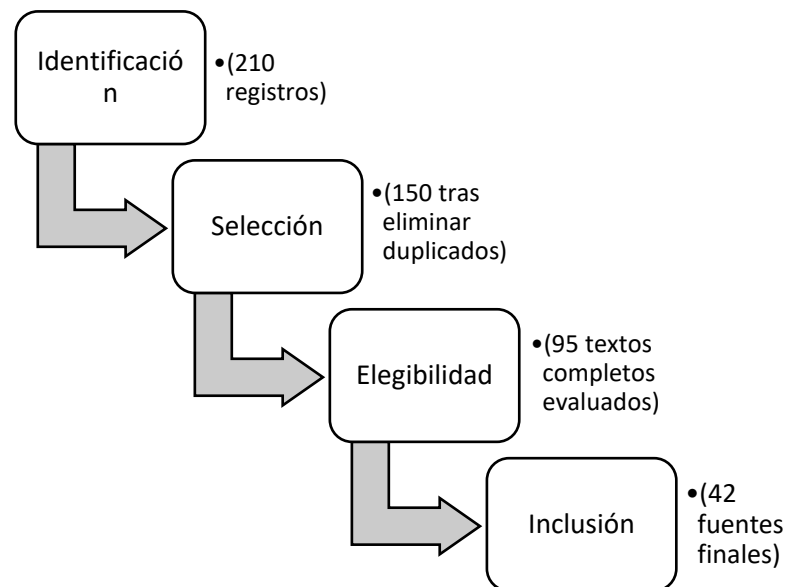 Identificació
n
•(210
registros)
Selección
•(150 tras
eliminar
duplicados)
Elegibilidad
•(95 textos
completos
evaluados)
Inclusión
•(42
fuentes
finales)